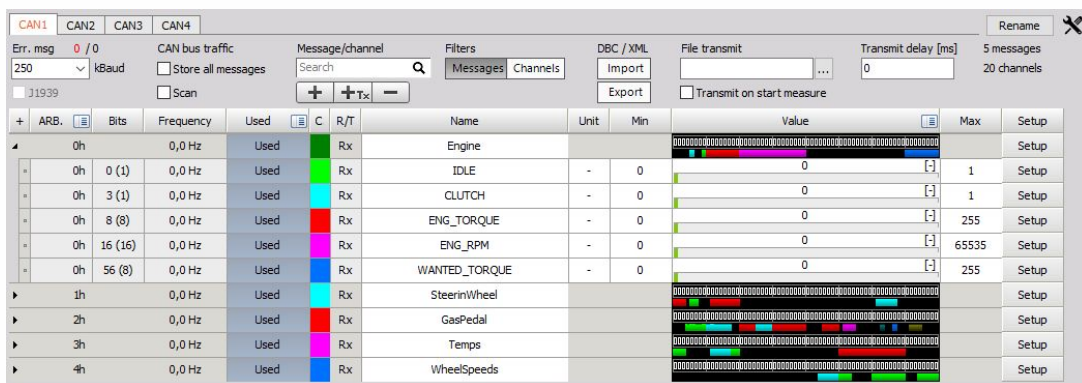 CAN1 CAN2 CAN3 CAN4 Rename
Err. msg 0 / 0 CAN bus traffic Message/channel Filters DBC / XML File transmit Transmit delay [ms] 5 messages
250 kBaud Store all messages Search Messages Channels Import ... 0 20 channels
J1939 Scan + +Tx − Export Transmit on start measure
+ ARB. Bits Frequency Used C R/T Name Unit Min Value Max Setup
0h 0,0 Hz Used Rx Engine Setup
0h 0 (1) 0,0 Hz Used Rx IDLE - 0 0 [-] 1 Setup
0h 3 (1) 0,0 Hz Used Rx CLUTCH - 0 0 [-] 1 Setup
0h 8 (8) 0,0 Hz Used Rx ENG_TORQUE - 0 0 [-] 255 Setup
0h 16 (16) 0,0 Hz Used Rx ENG_RPM - 0 0 [-] 65535 Setup
0h 56 (8) 0,0 Hz Used Rx WANTED_TORQUE - 0 0 [-] 255 Setup
1h 0,0 Hz Used Rx SteerinWheel Setup
2h 0,0 Hz Used Rx GasPedal Setup
3h 0,0 Hz Used Rx Temps Setup
4h 0,0 Hz Used Rx WheelSpeeds Setup